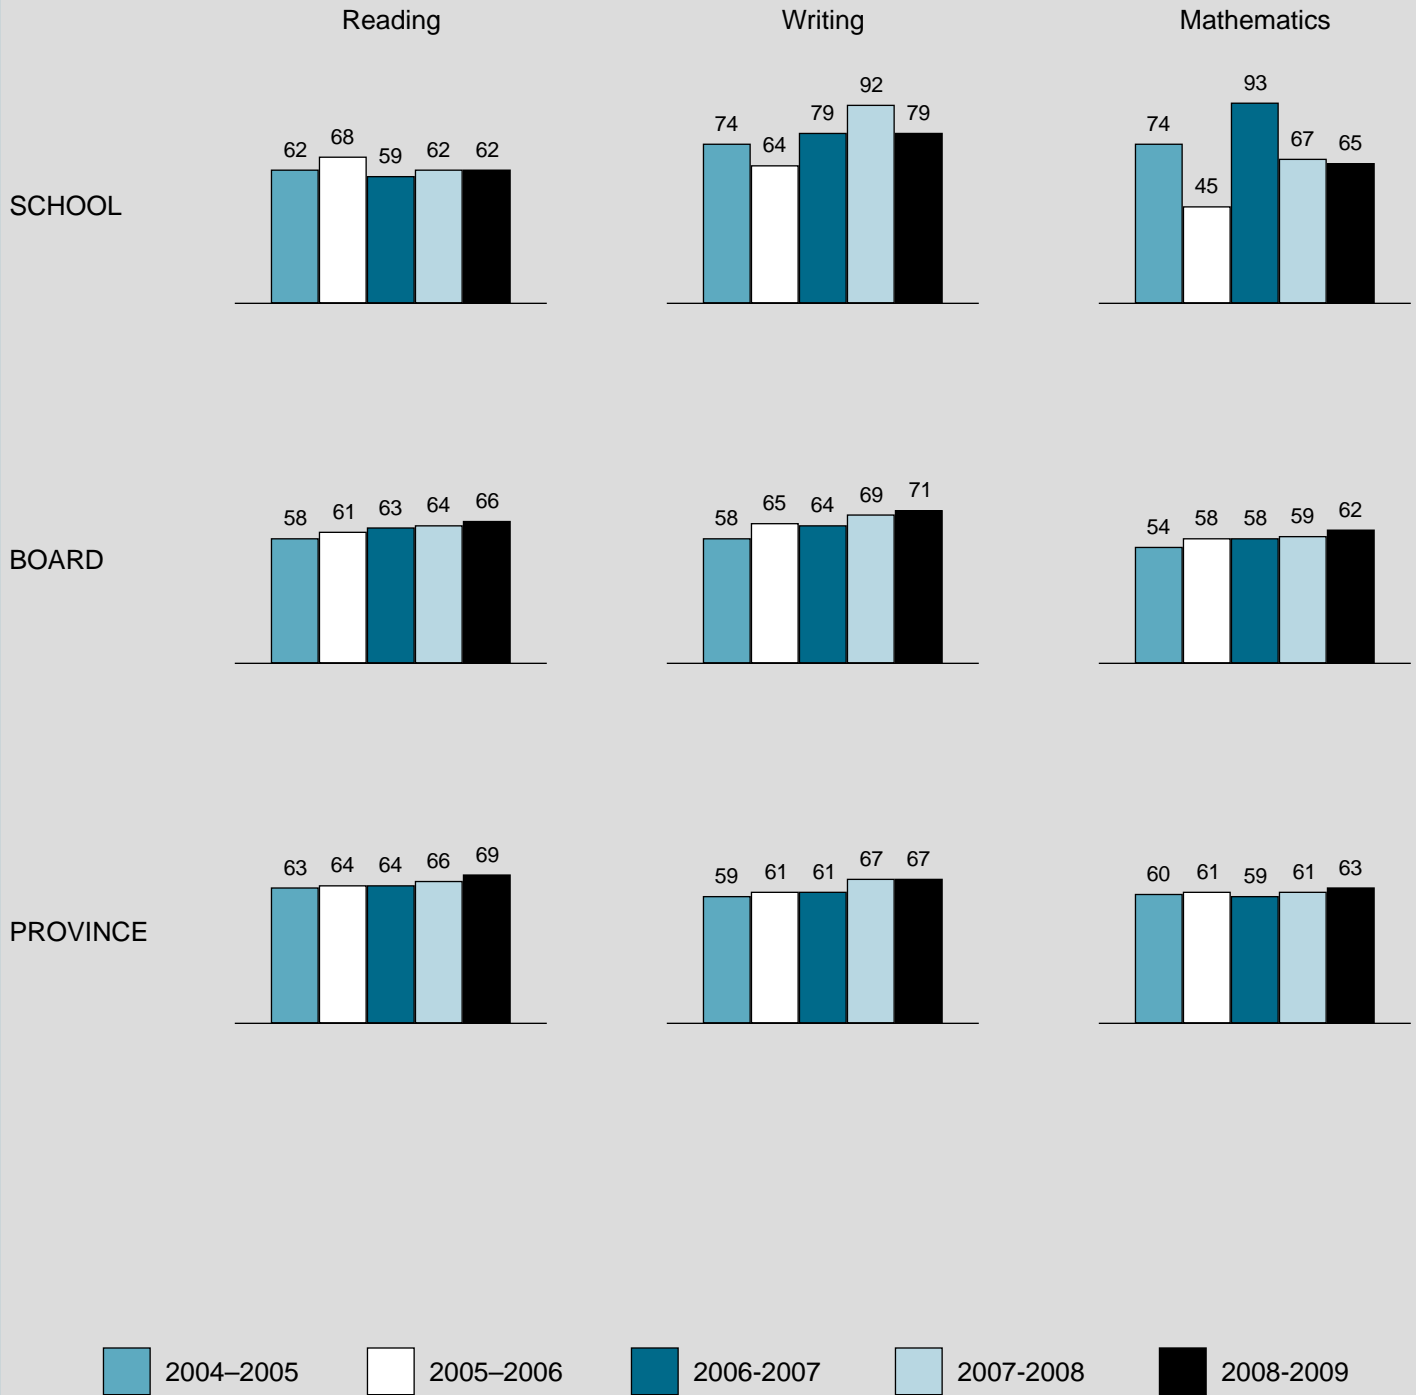 Reading Writing Mathematics
SCHOOL
62 68 59 62 62
74 64 79 92 79
74 45 93 67 65
BOARD
58 61 63 64 66
58 65 64 69 71
54 58 58 59 62
PROVINCE
63 64 64 66 69
59 61 61 67 67
60 61 59 61 63
2004–2005 2005–2006 2006-2007 2007-2008 2008-2009